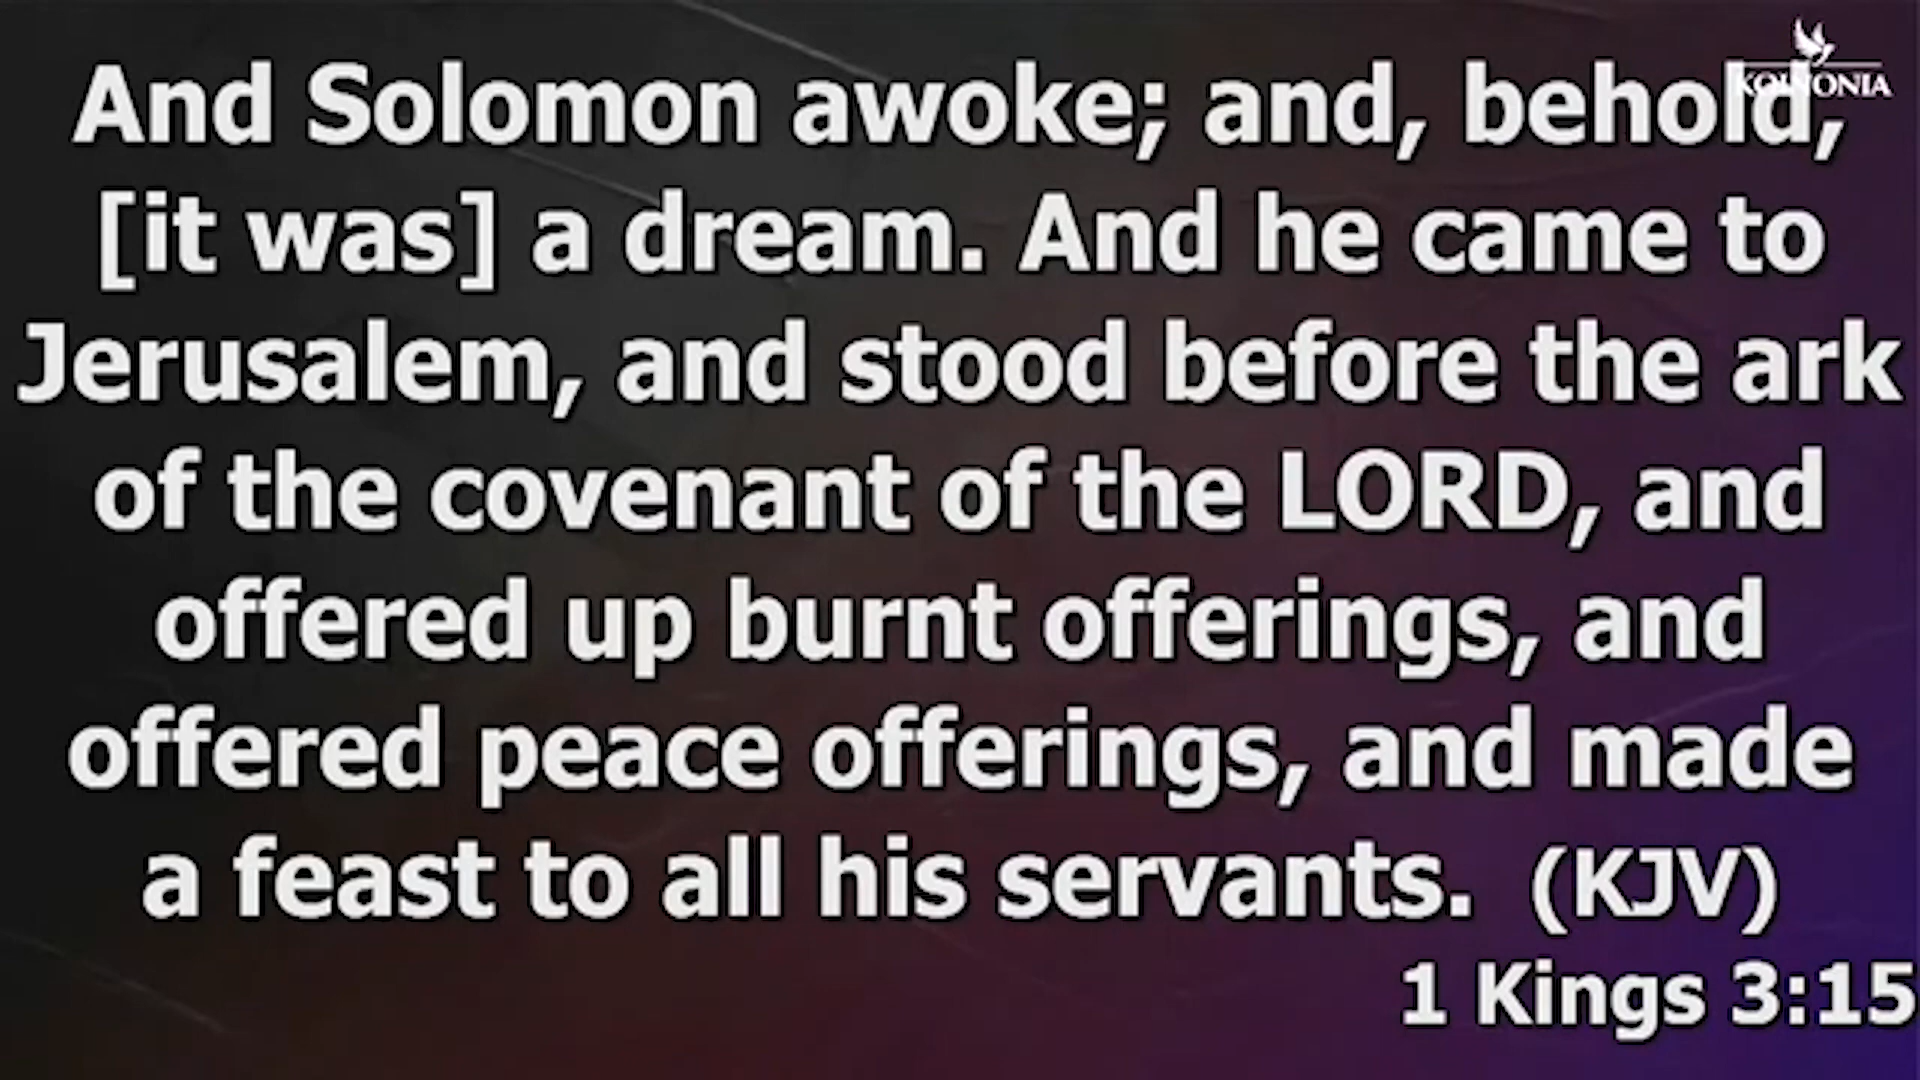 And Solomon awoke; and, behold,
[it was] a dream. And he came to
Jerusalem, and stood before the ark
of the covenant of the LORD, and
offered up burnt offerings, and
offered peace offerings, and made
a feast to all his servants. (KJV)
1 Kings 3:15
KOINONIA